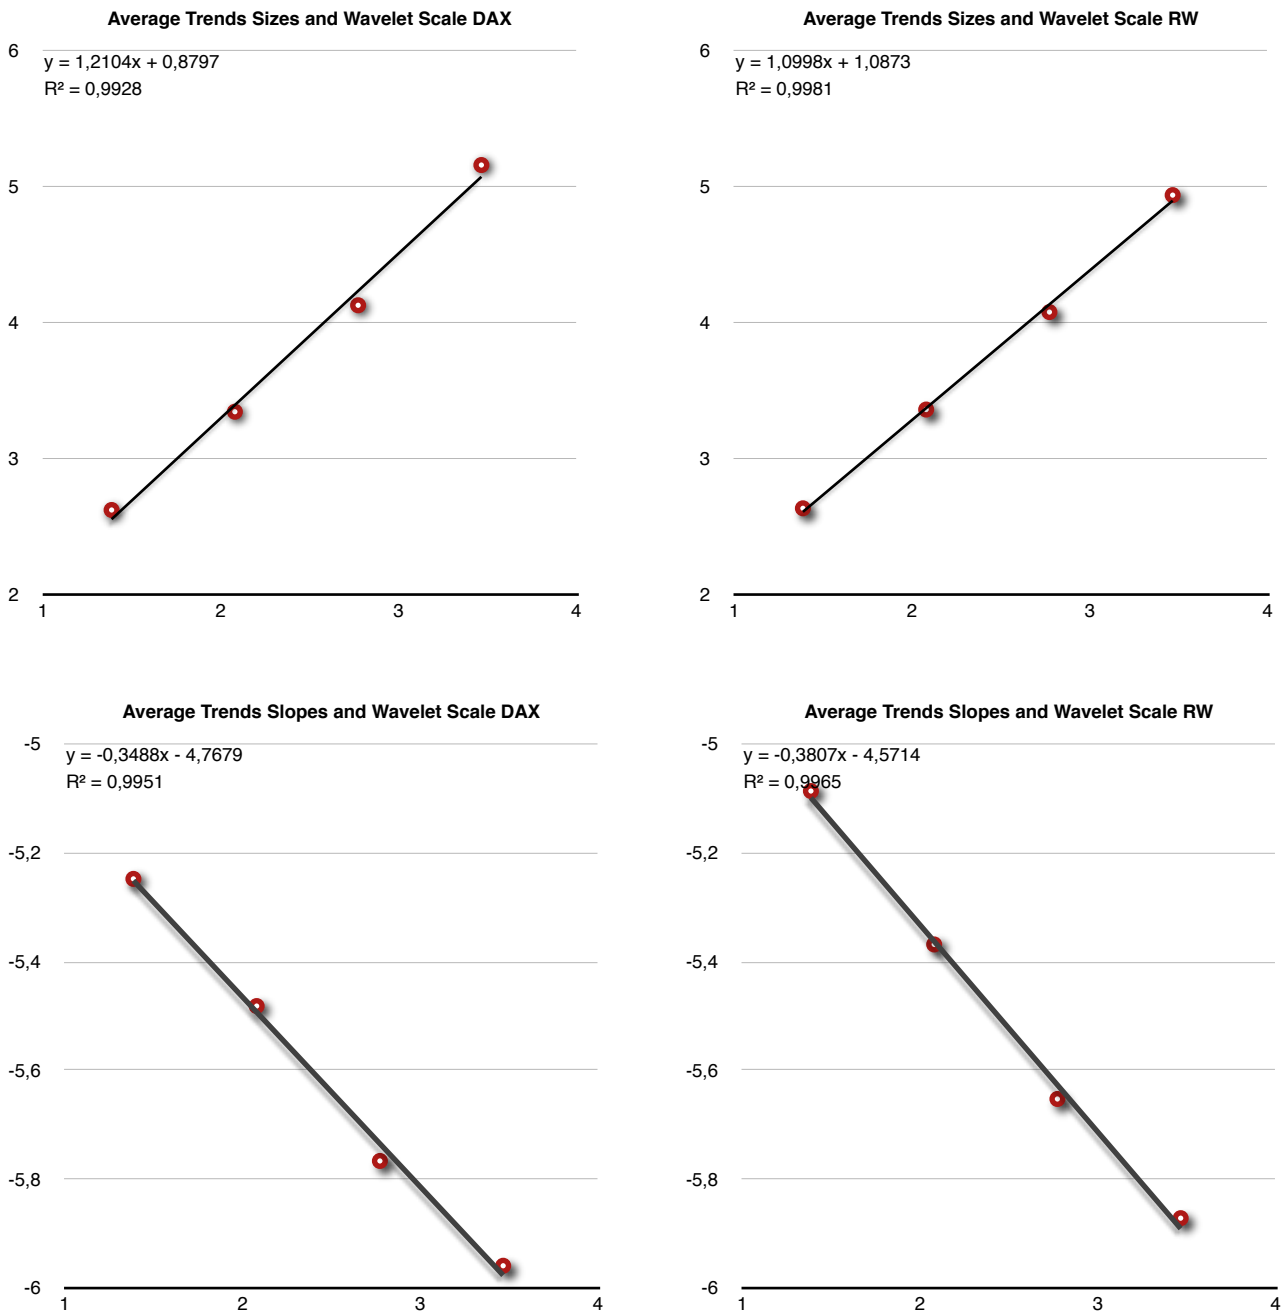 Average Trends Sizes and Wavelet Scale DAX
6
y = 1,2104x + 0,8797
R² = 0,9928
5
4
3
2
1 2 3 4
Average Trends Sizes and Wavelet Scale RW
6
y = 1,0998x + 1,0873
R² = 0,9981
5
4
3
2
1 2 3 4
Average Trends Slopes and Wavelet Scale DAX
-5
y = -0,3488x - 4,7679
R² = 0,9951
-5,2
-5,4
-5,6
-5,8
-6
1 2 3 4
Average Trends Slopes and Wavelet Scale RW
-5
y = -0,3807x - 4,5714
R² = 0,9965
-5,2
-5,4
-5,6
-5,8
-6
1 2 3 4